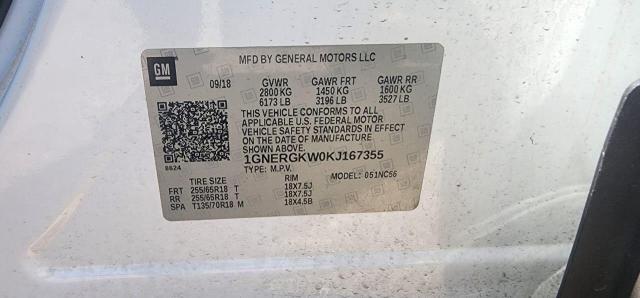 GM
MFD BY GENERAL MOTORS LLC
09/18 GVWR GAWR FRT GAWR RR
2800 KG 1450 KG 1600 KG
6173 LB 3196 LB 3527 LB
THIS VEHICLE CONFORMS TO ALL
APPLICABLE U.S. FEDERAL MOTOR
VEHICLE SAFETY STANDARDS IN EFFECT
ON THE DATE OF MANUFACTURE
SHOWN ABOVE.
1GNERGKW0KJ167355
8624 TYPE: M.P.V. MODEL: 051NC56
TIRE SIZE RIM
FRT 255/65R18 T 18X7.5J
RR 255/65R18 T 18X7.5J
SPA T135/70R18 M 18X4.5B